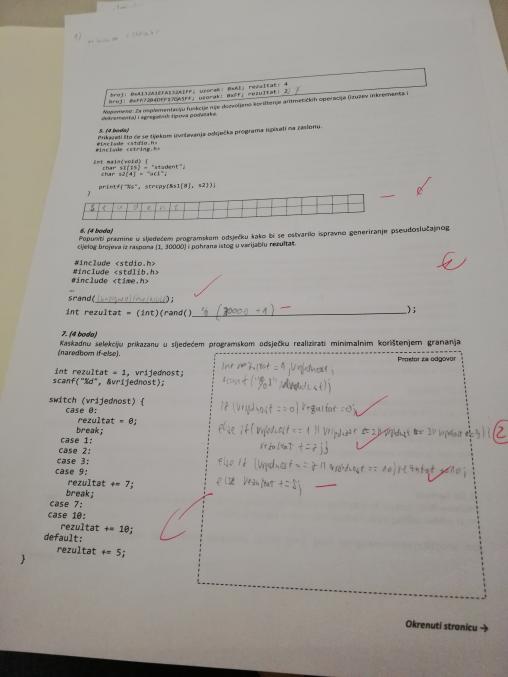 broj: 0xA132A1EFA132A1FF; uzorak: 0xA1; rezultat: 4
uzorak: 0xFF; rezultat: 2
Napomena: Za implementaciju funkcije nije dozvoljeno korištenje aritmetičkih operacija (izuzev inkrementa i
dekrementa) i agregatnih tipova podataka.
5. (4 boda)
Prikazati što će se tijekom izvršavanja odsječka programa ispisati na zaslonu.
#include <stdio.h>
#include <string.h>
int main(void) {
char s1[15] = "student";
char s2[4] = "uci";
printf("%s", strcpy(&s1[8], s2));
}
s t u d e n t
6. (4 boda)
Popuniti praznine u sljedećem programskom odsječku kako bi se ostvarilo ispravno generiranje pseudoslučajnog
cijelog brojeva iz raspona (1, 30000) i pohrana istog u varijablu rezultat.
#include <stdio.h>
#include <stdlib.h>
#include <time.h>
…
srand( );
int rezultat = (int)(rand() % (30000 +1) );
7. (4 boda)
Kaskadnu selekciju prikazanu u sljedećem programskom odsječku realizirati minimalnim korištenjem grananja
(naredbom if-else).
Prostor za odgovor
int rezultat = 1, vrijednost;
scanf("%d", &vrijednost);
switch (vrijednost) {
case 0:
rezultat = 0;
break;
case 1:
case 2:
case 3:
case 9:
rezultat += 7;
break;
case 7:
case 10:
rezultat += 10;
default:
rezultat += 5;
}
int rezultat = 1, vrijednost;
scanf("%d",
if (vrijednost == 0) rezultat =0;
else if (vrijednost == 1 || vrijednost == 2 || vrijednost == 3 || vrijednost
rezultat += 7;}
else if (vrijednost == 7 || vrijednost == 10) rezultat
else rezultat +=5;
2
Okrenuti stranicu →